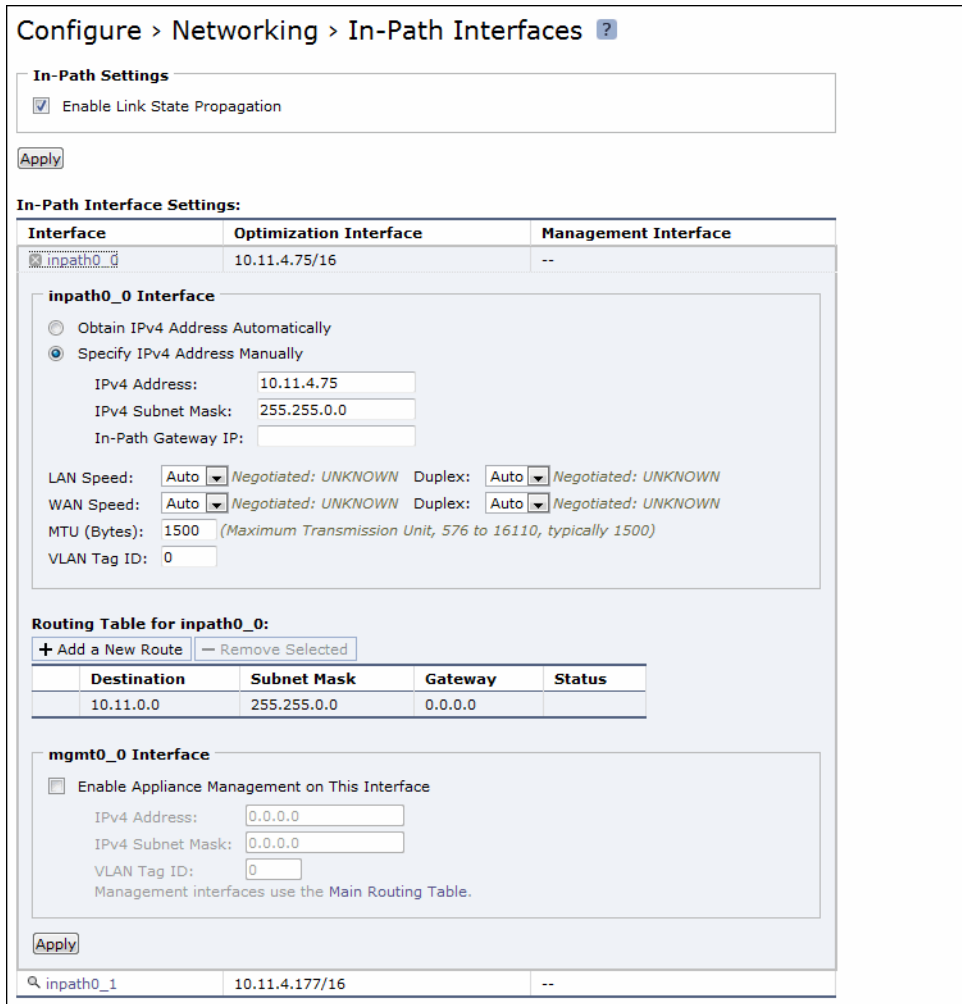 Configure > Networking > In-Path Interfaces ?
In-Path Settings
Enable Link State Propagation
Apply
In-Path Interface Settings:
Interface Optimization Interface Management Interface
inpath0_0 10.11.4.75/16 --
inpath0_0 Interface
Obtain IPv4 Address Automatically
Specify IPv4 Address Manually
IPv4 Address: 10.11.4.75
IPv4 Subnet Mask: 255.255.0.0
In-Path Gateway IP:
LAN Speed: Auto Negotiated: UNKNOWN Duplex: Auto Negotiated: UNKNOWN
WAN Speed: Auto Negotiated: UNKNOWN Duplex: Auto Negotiated: UNKNOWN
MTU (Bytes): 1500 (Maximum Transmission Unit, 576 to 16110, typically 1500)
VLAN Tag ID: 0
Routing Table for inpath0_0:
+ Add a New Route — Remove Selected
Destination Subnet Mask Gateway Status
10.11.0.0 255.255.0.0 0.0.0.0
mgmt0_0 Interface
Enable Appliance Management on This Interface
IPv4 Address: 0.0.0.0
IPv4 Subnet Mask: 0.0.0.0
VLAN Tag ID: 0
Management interfaces use the Main Routing Table.
Apply
inpath0_1 10.11.4.177/16 --